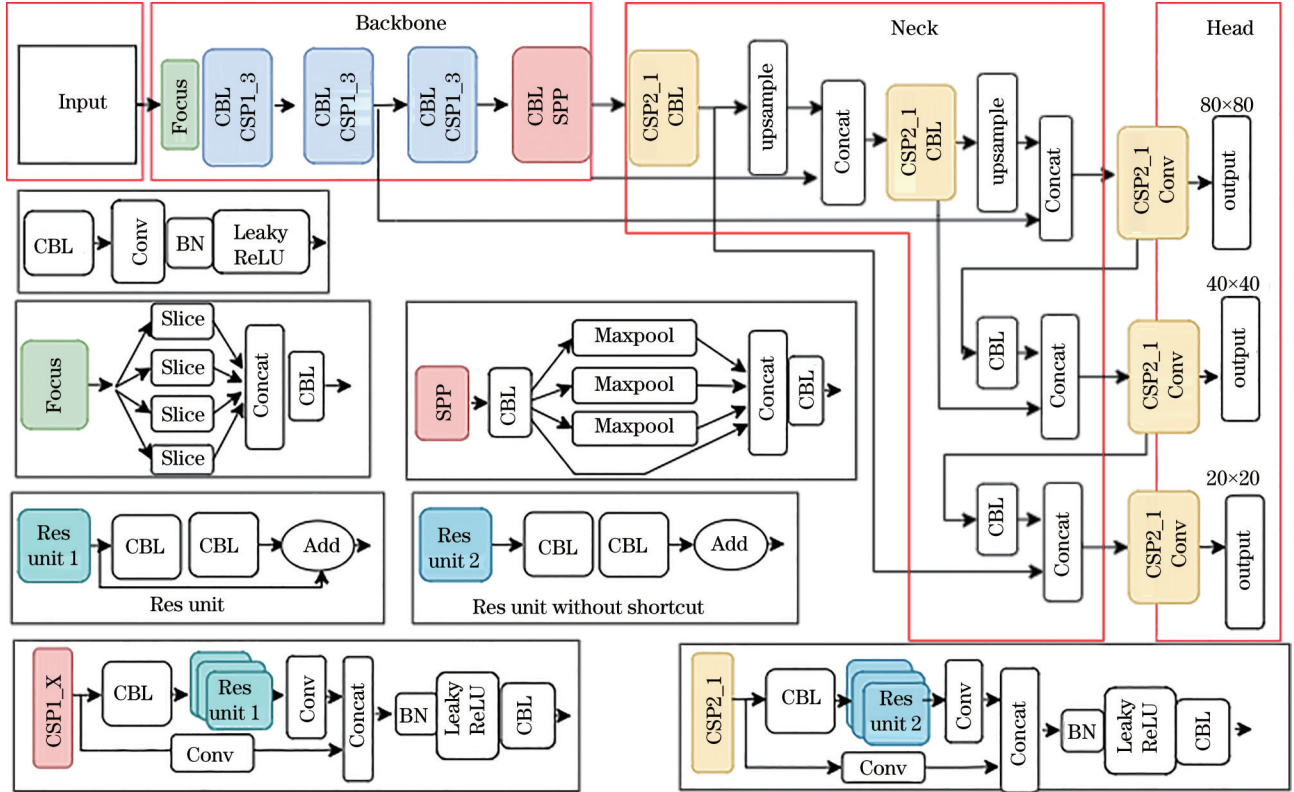 Backbone
Neck
Head
Input
Focus
CBL
CSP1_3
CBL
CSP1_3
CBL
CSP1_3
CBL
SPP
CSP2_1
CBL
upsample
Concat
CSP2_1
CBL
upsample
Concat
CSP2_1
Conv
80×80
output
CBL
Conv
BN
Leaky
ReLU
40×40
CBL
Concat
CSP2_1
Conv
output
Focus
Slice
Slice
Slice
Slice
Concat
CBL
SPP
CBL
Maxpool
Maxpool
Maxpool
Concat
CBL
20×20
CBL
Concat
CSP2_1
Conv
output
Res
unit 1
CBL
CBL
Add
Res unit
Res
unit 2
CBL
CBL
Add
Res unit without shortcut
CSP1_X
CBL
Res
unit 1
Conv
Conv
Concat
BN
Leaky
ReLU
CBL
CSP2_1
CBL
Res
unit 2
Conv
Conv
Concat
BN
Leaky
ReLU
CBL